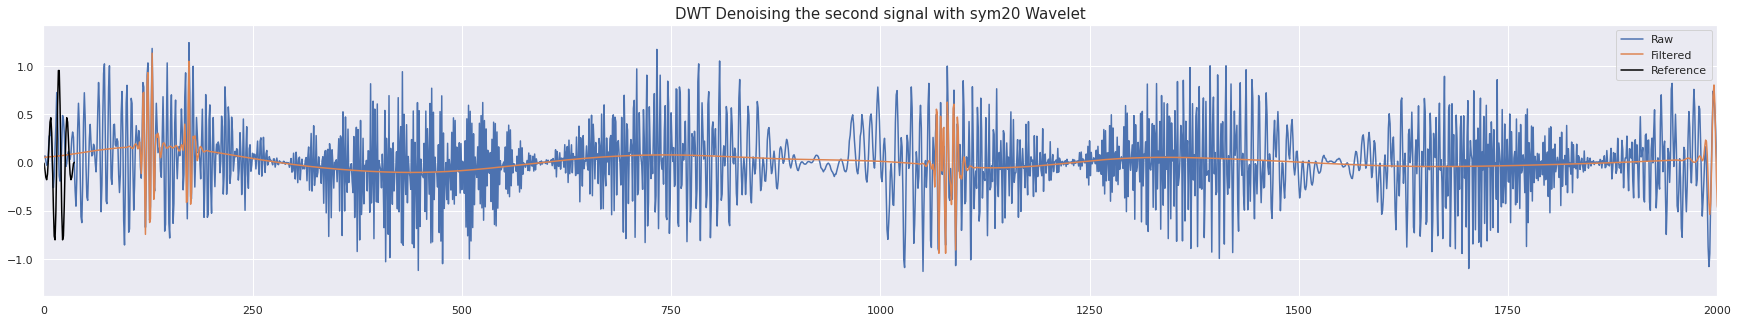 DWT Denoising the second signal with sym20 Wavelet
Raw
Filtered
Reference
1.0
0.5
0.0
−0.5
−1.0
0 250 500 750 1000 1250 1500 1750 2000